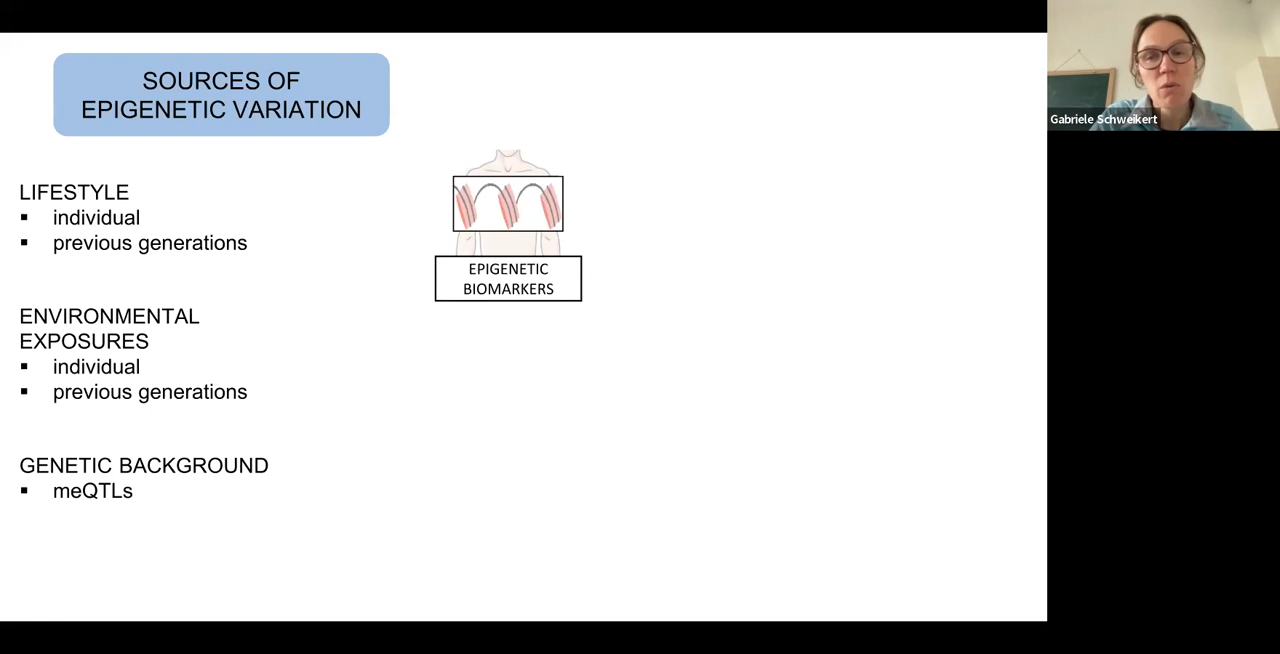 SOURCES OF
EPIGENETIC VARIATION
LIFESTYLE
▪ individual
▪ previous generations
ENVIRONMENTAL
EXPOSURES
▪ individual
▪ previous generations
GENETIC BACKGROUND
▪ meQTLs
EPIGENETIC
BIOMARKERS
Gabriele Schweikert